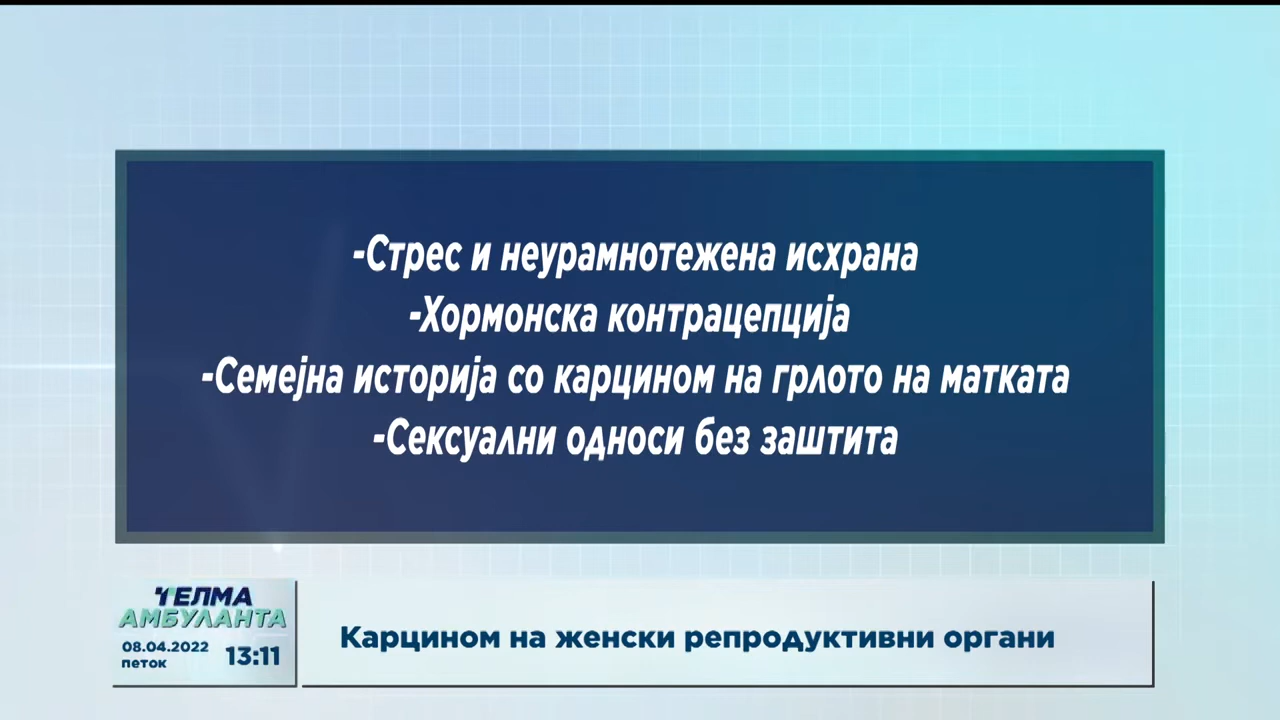 -Стрес и неурамнотежена исхрана
-Хормонска контрацепција
-Семејна историја со карцином на грлото на матката
-Сексуални односи без заштита
ТЕЛМА
АМБУЛАНТА
08.04.2022
петок
13:11
Карцином на женски репродуктивни органи